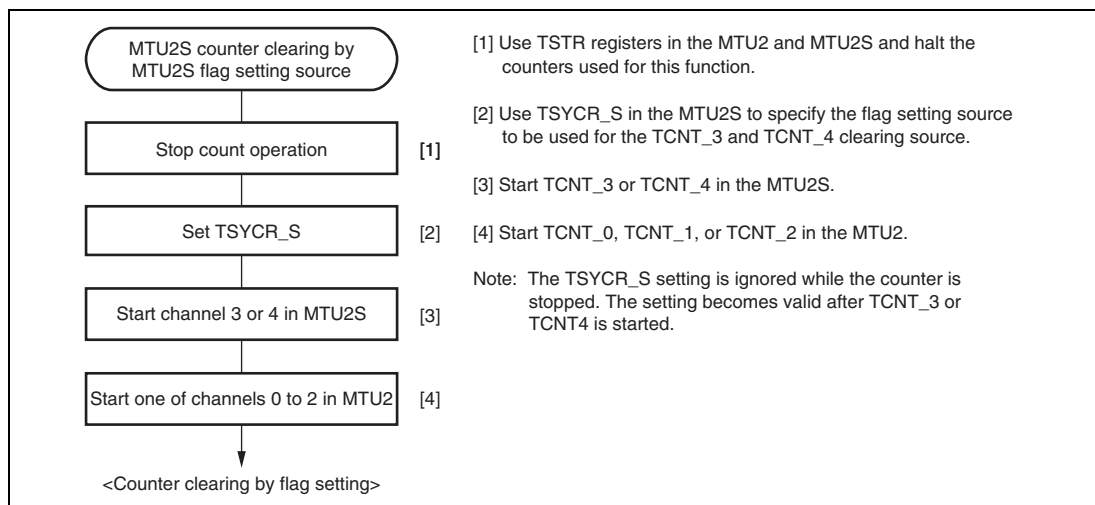 MTU2S counter clearing by
MTU2S flag setting source
Stop count operation
[1]
Set TSYCR_S
[2]
Start channel 3 or 4 in MTU2S
[3]
Start one of channels 0 to 2 in MTU2
[4]
<Counter clearing by flag setting>
[1] Use TSTR registers in the MTU2 and MTU2S and halt the
counters used for this function.
[2] Use TSYCR_S in the MTU2S to specify the flag setting source
to be used for the TCNT_3 and TCNT_4 clearing source.
[3] Start TCNT_3 or TCNT_4 in the MTU2S.
[4] Start TCNT_0, TCNT_1, or TCNT_2 in the MTU2.
Note: The TSYCR_S setting is ignored while the counter is
stopped. The setting becomes valid after TCNT_3 or
TCNT4 is started.